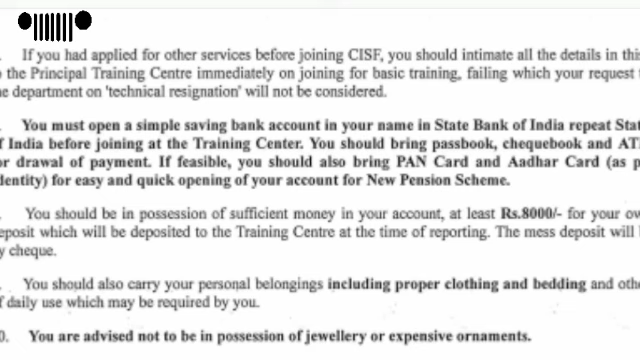 . If you had applied for other services before joining CISF, you should intimate all the details in this
the Principal Training Centre immediately on joining for basic training, failing which your request
department on 'technical resignation' will not be considered.
. You must open a simple saving bank account in your name in State Bank of India repeat Stat
f India before joining at the Training Center. You should bring passbook, chequebook and AT
or drawal of payment. If feasible, you should also bring PAN Card and Aadhar Card (as p
dentity) for easy and quick opening of your account for New Pension Scheme.
. You should be in possession of sufficient money in your account, at least Rs.8000/- for your ow
eposit which will be deposited to the Training Centre at the time of reporting. The mess deposit will
y cheque.
. You should also carry your personal belongings including proper clothing and bedding and othe
f daily use which may be required by you.
0. You are advised not to be in possession of jewellery or expensive ornaments.